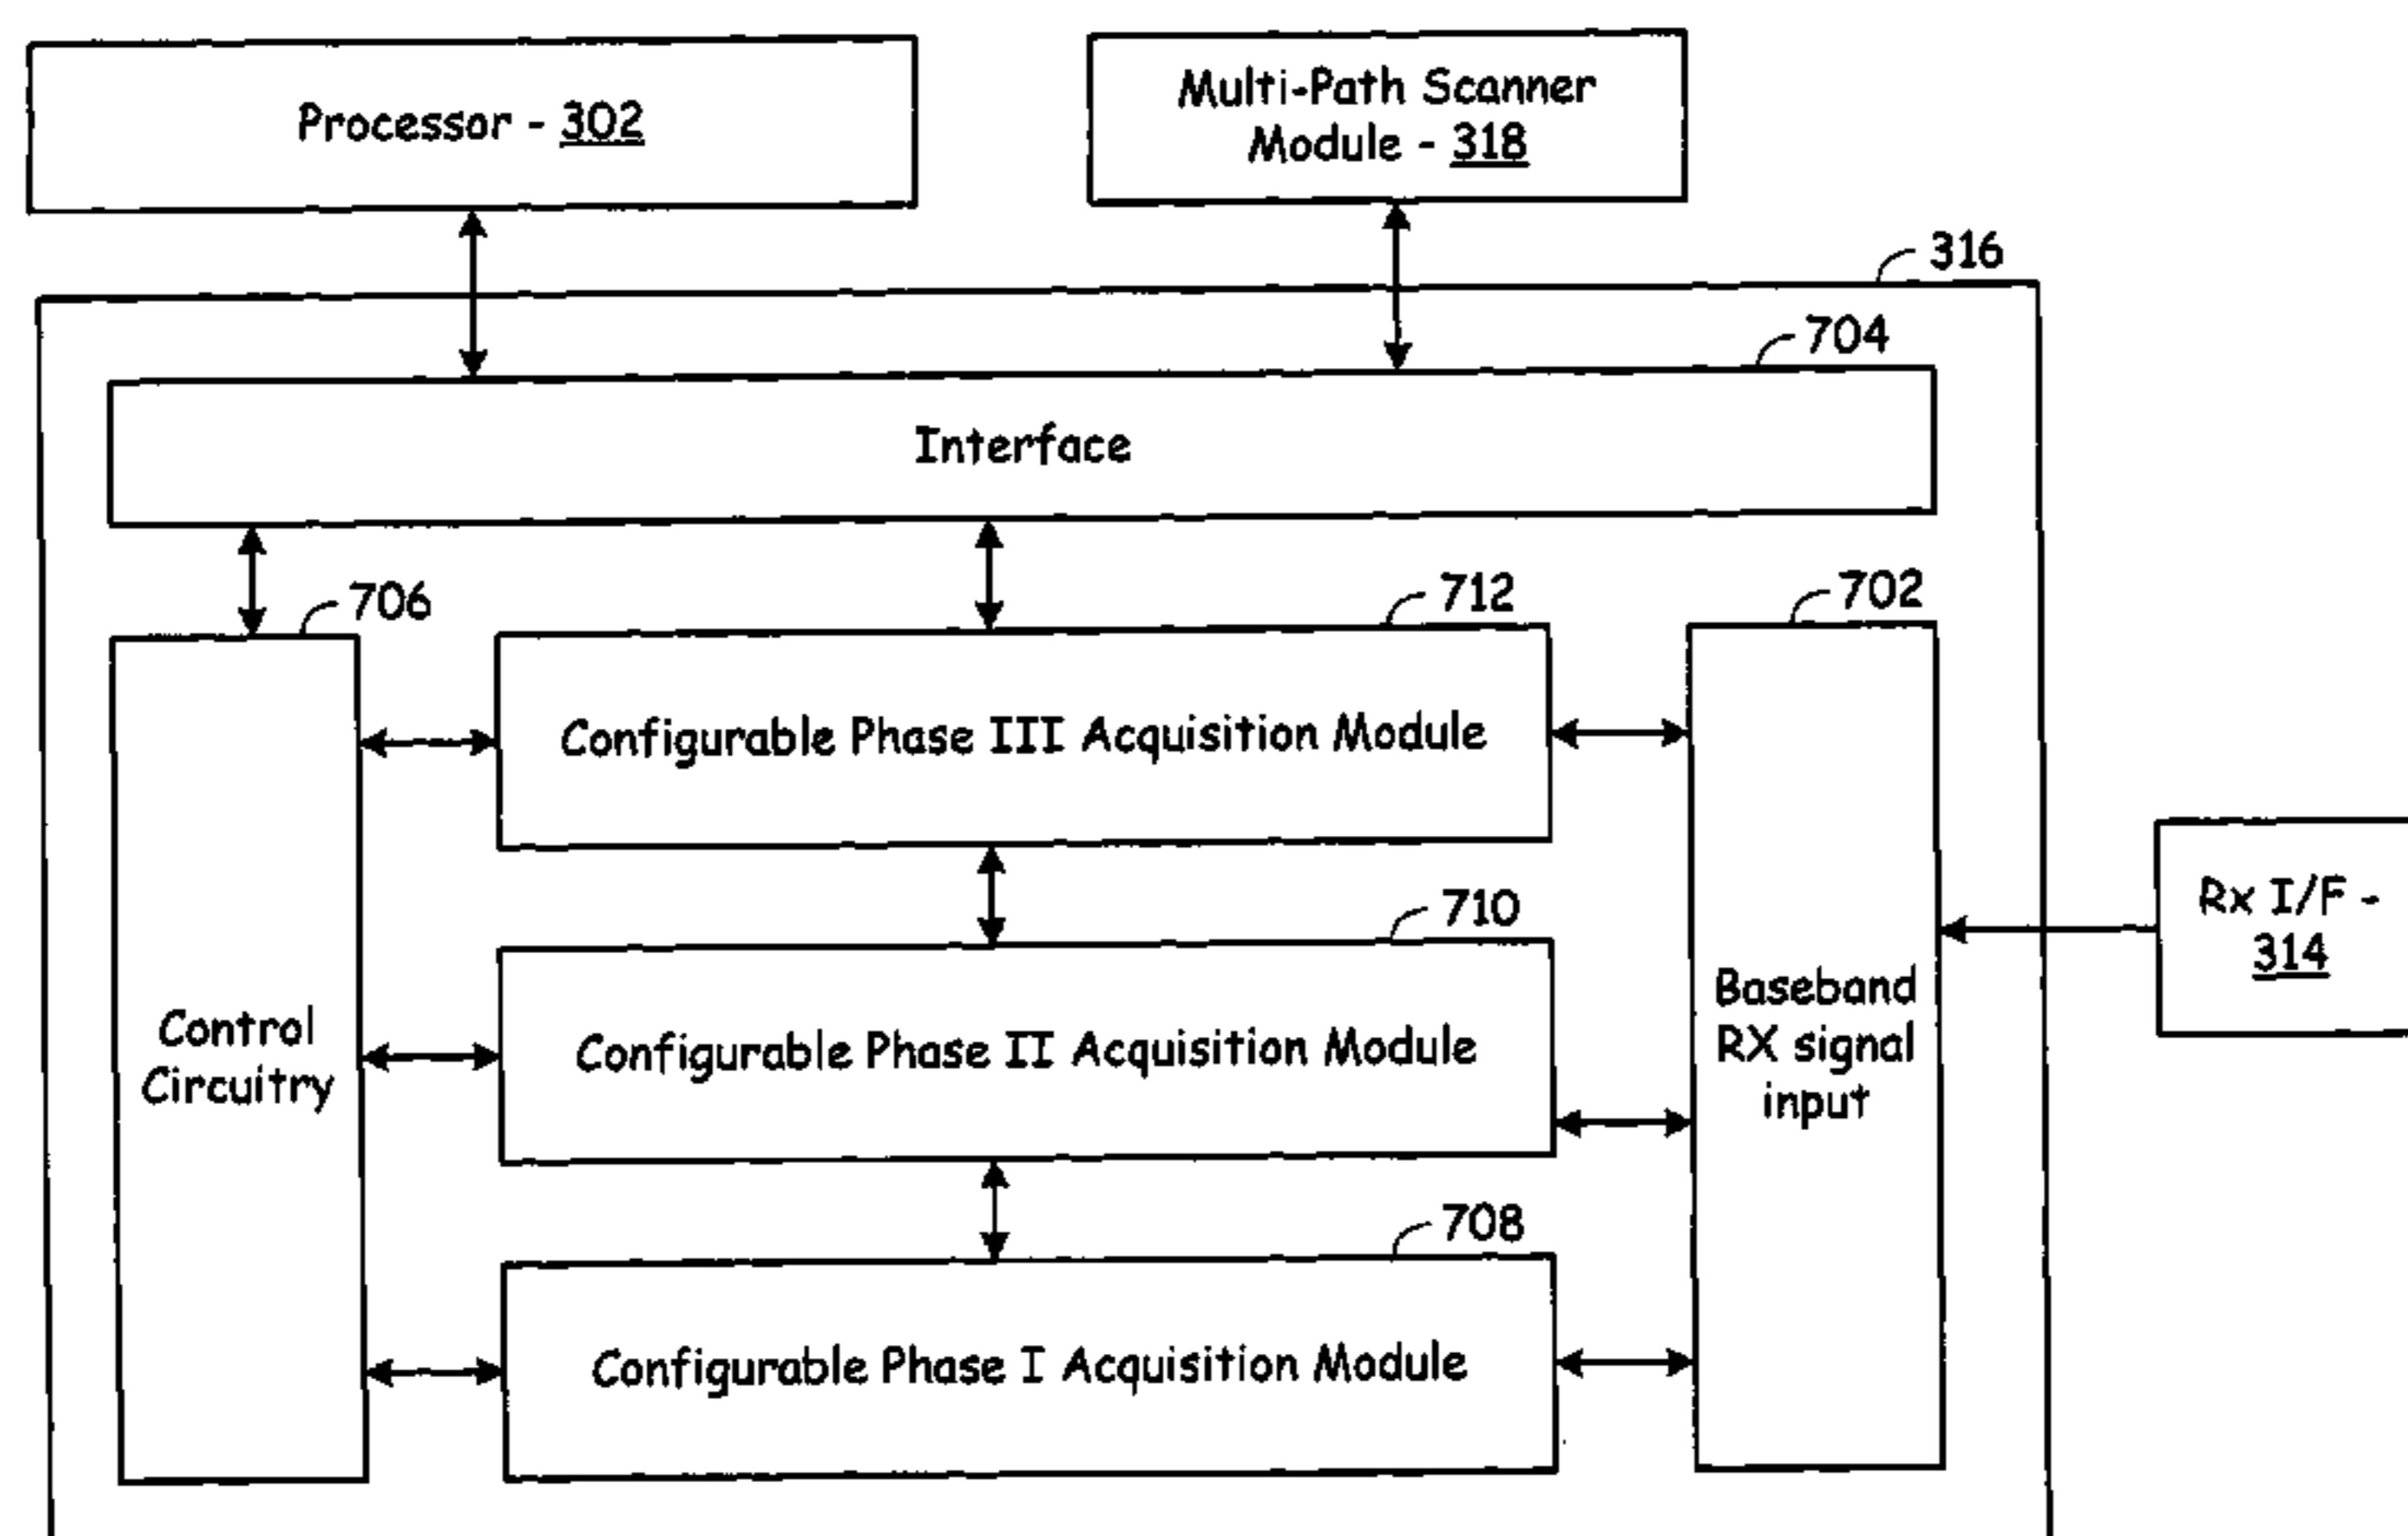 Processor - 302
Multi-Path Scanner
Module - 318
316
704
Interface
706
712
702
Configurable Phase III Acquisition Module
710
Rx I/F -
314
Control
Circuitry
Configurable Phase II Acquisition Module
Baseband
RX signal
input
708
Configurable Phase I Acquisition Module